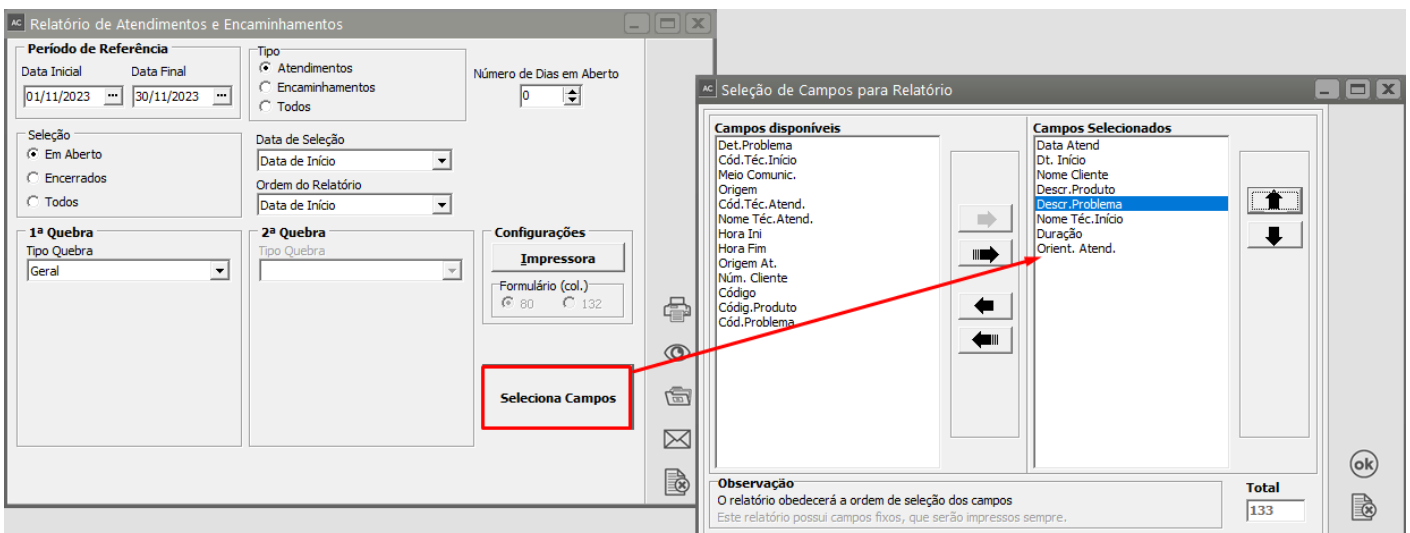 AC Relatório de Atendimentos e Encaminhamentos
Período de Referência
Data Inicial Data Final
01/11/2023 ... 30/11/2023 ...
Tipo
Atendimentos
Encaminhamentos
Todos
Número de Dias em Aberto
0
Seleção
Em Aberto
Encerrados
Todos
Data de Seleção
Data de Início
Ordem do Relatório
Data de Início
1ª Quebra
Tipo Quebra
Geral
2ª Quebra
Tipo Quebra
Configurações
Impressora
Formulário (col.)
80 132
Seleciona Campos
AC Seleção de Campos para Relatório
Campos disponíveis
Det.Problema
Cód.Téc.Início
Meio Comunic.
Origem
Cód.Téc.Atend.
Nome Téc.Atend.
Hora Ini
Hora Fim
Origem At.
Núm. Cliente
Código
Códig.Produto
Cód.Problema
Campos Selecionados
Data Atend
Dt. Início
Nome Cliente
Descr.Produto
Descr.Problema
Nome Téc.Início
Duração
Orient. Atend.
ok
Observação
O relatório obedecerá a ordem de seleção dos campos
Este relatório possui campos fixos, que serão impressos sempre.
Total
133